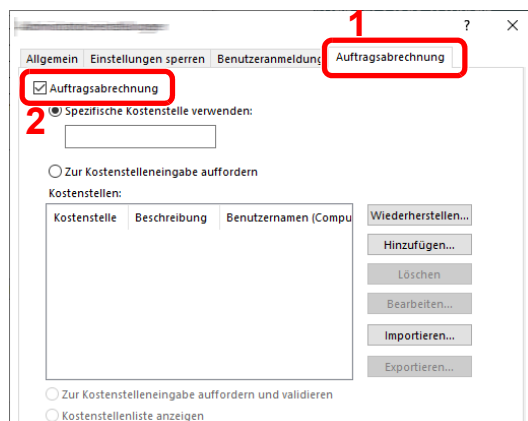 1
?
Allgemein Einstellungen sperren Benutzeranmeldung Auftragsabrechnung
Auftragsabrechnung
2
Spezifische Kostenstelle verwenden:
Zur Kostenstelleneingabe auffordern
Kostenstellen:
Kostenstelle Beschreibung Benutzernamen (Compu
Wiederherstellen...
Hinzufügen...
Löschen
Bearbeiten...
Importieren...
Exportieren...
Zur Kostenstelleneingabe auffordern und validieren
Kostenstellenliste anzeigen